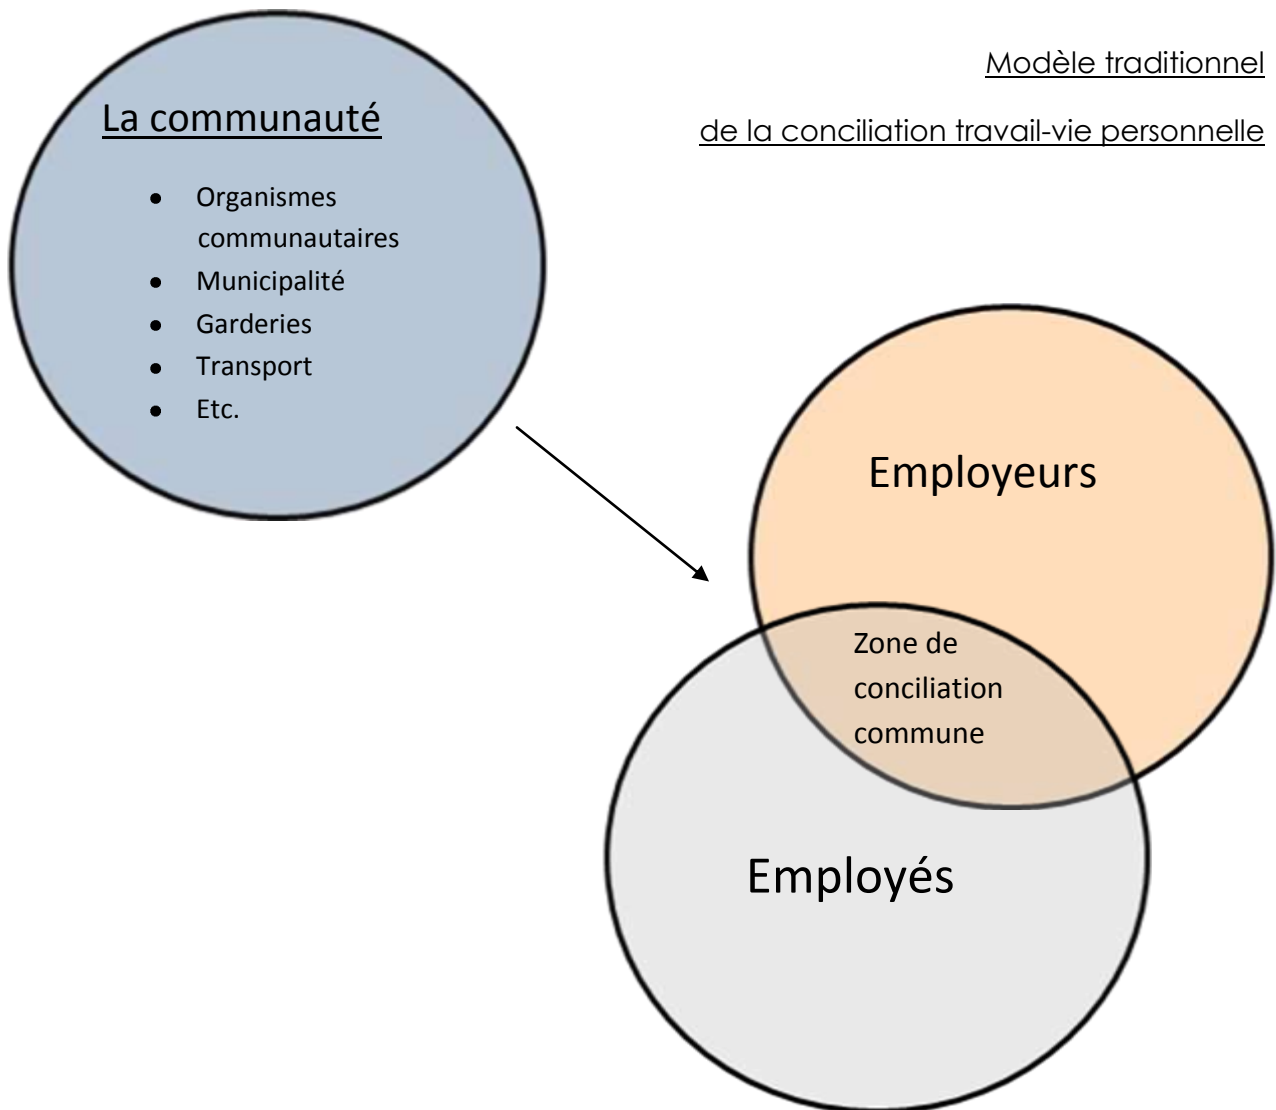 Modèle traditionnel
de la conciliation travail-vie personnelle
La communauté
• Organismes
communautaires
• Municipalité
• Garderies
• Transport
• Etc.
Employeurs
Zone de
conciliation
commune
Employés